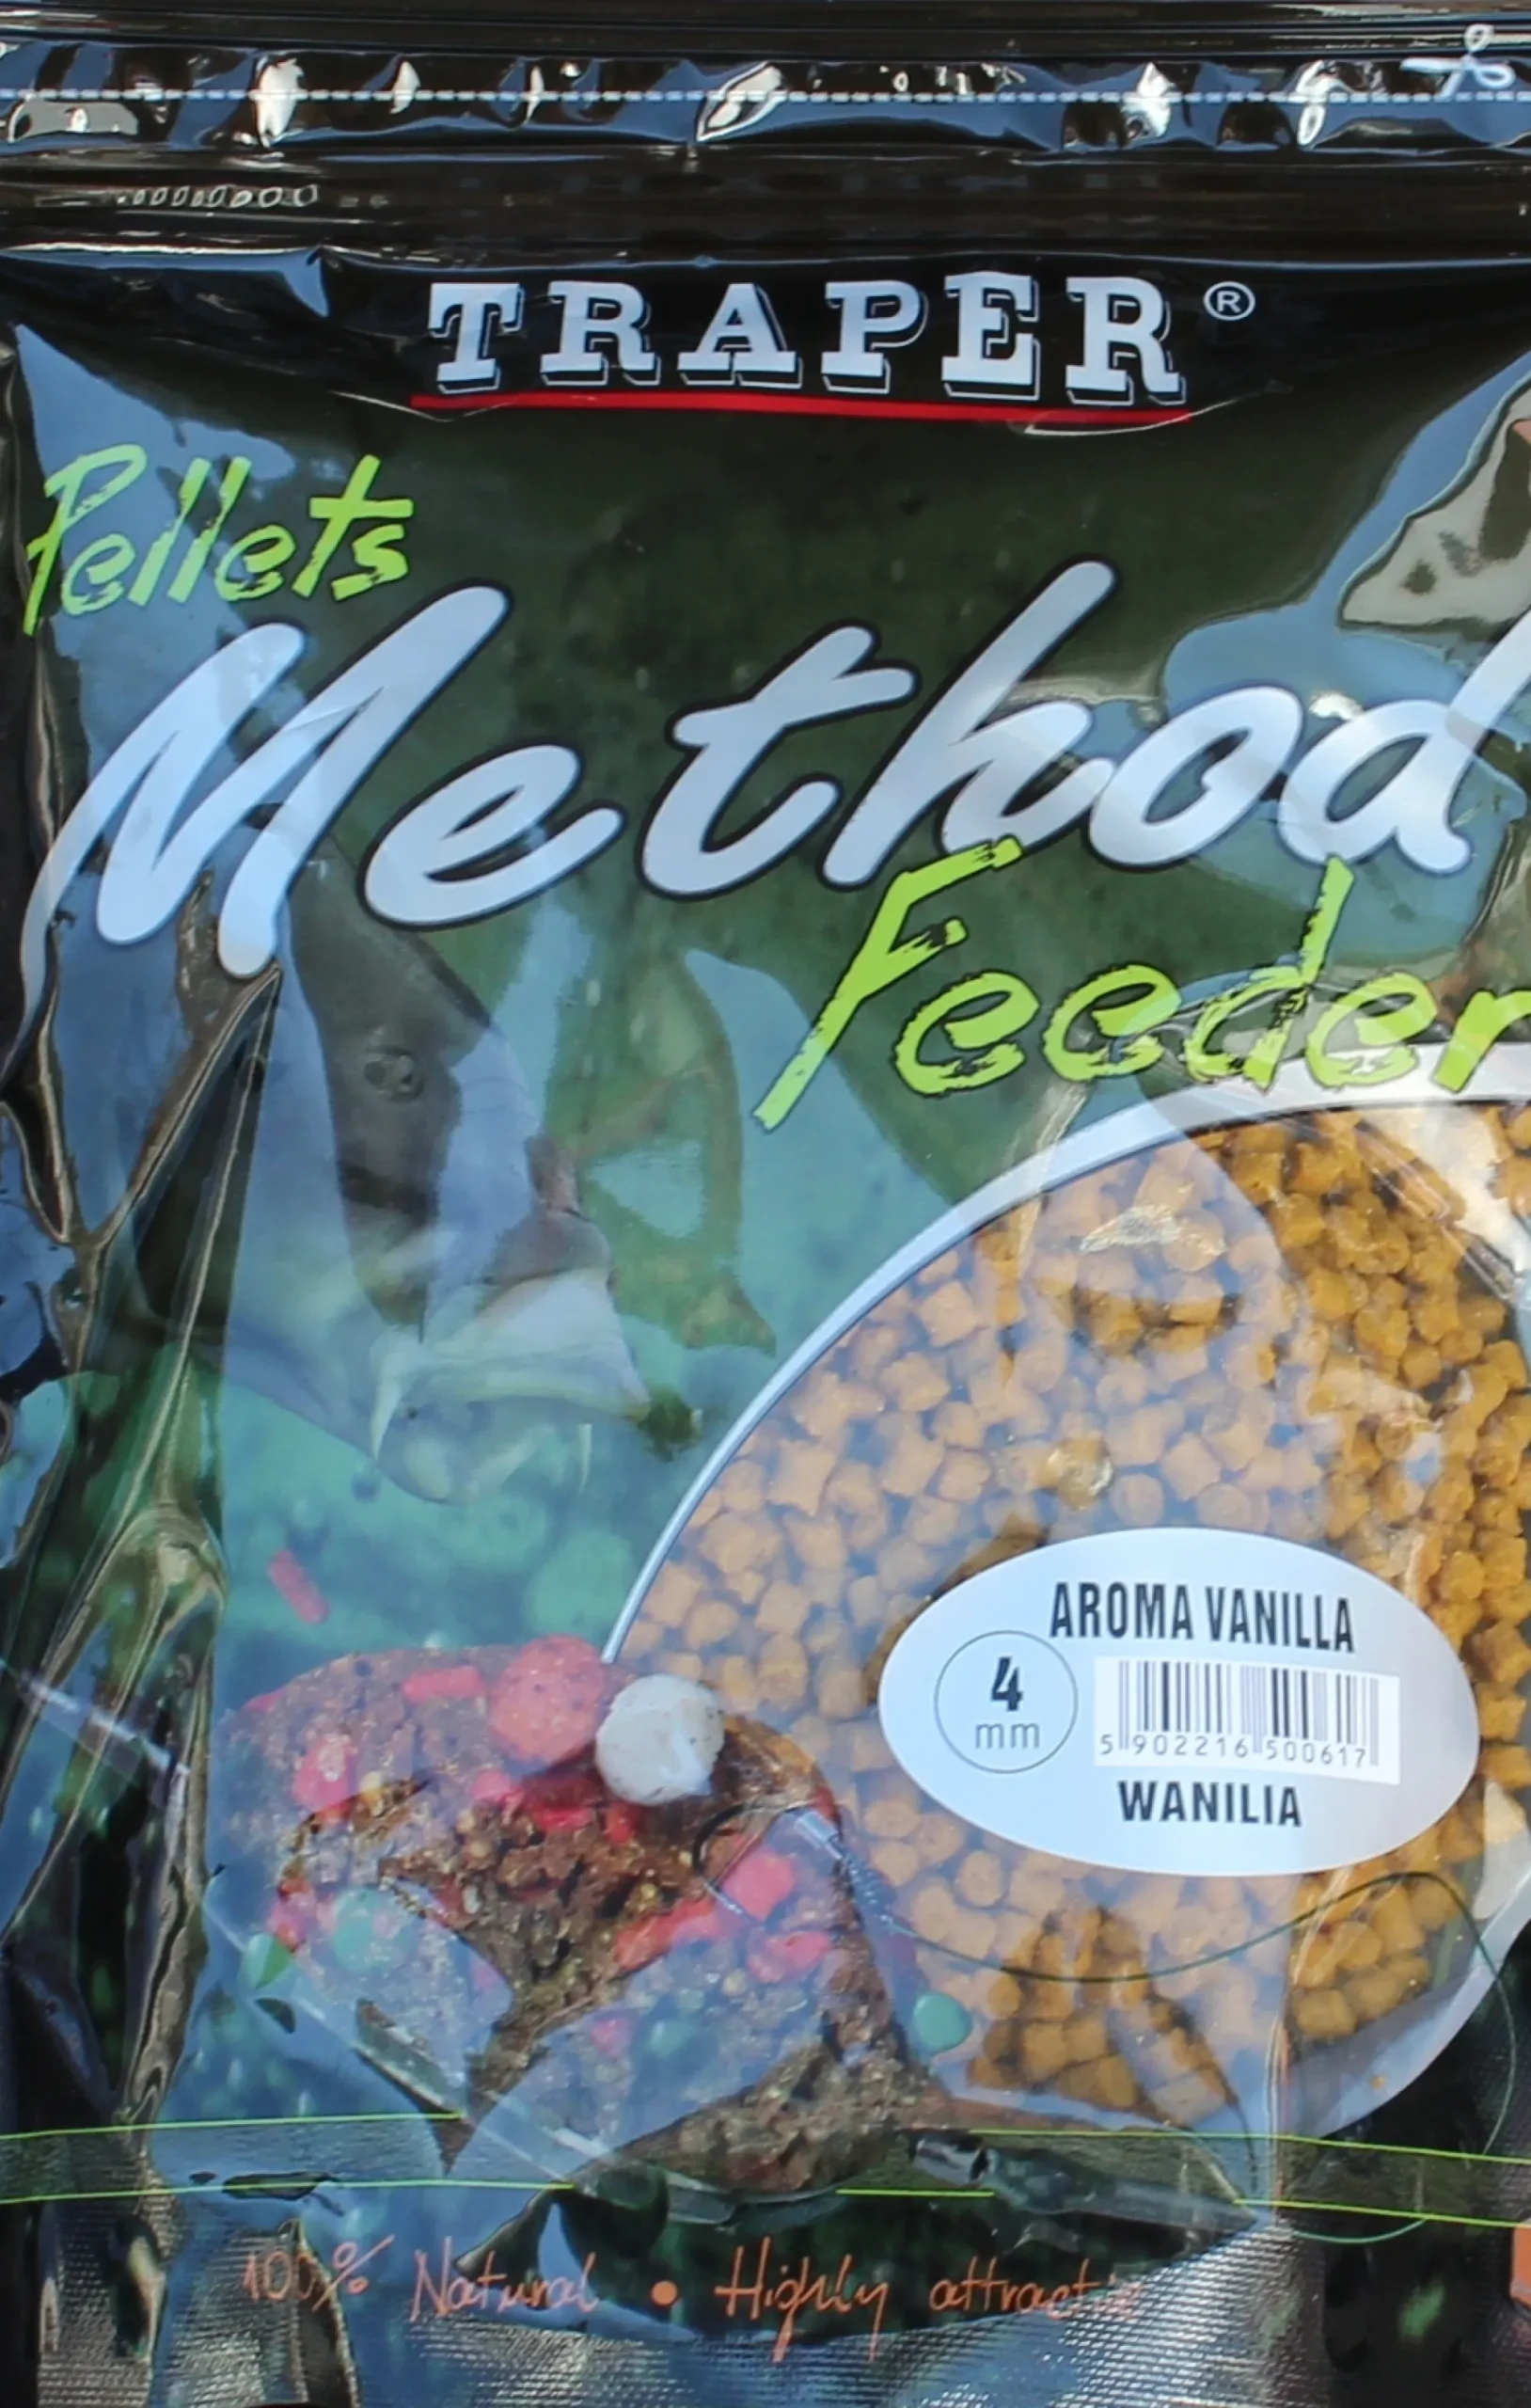 TRAPER®
Pellets
Method
Feeder
AROMA VANILLA
4
mm
5 902216 500617
WANILIA
100% Natural • Highly